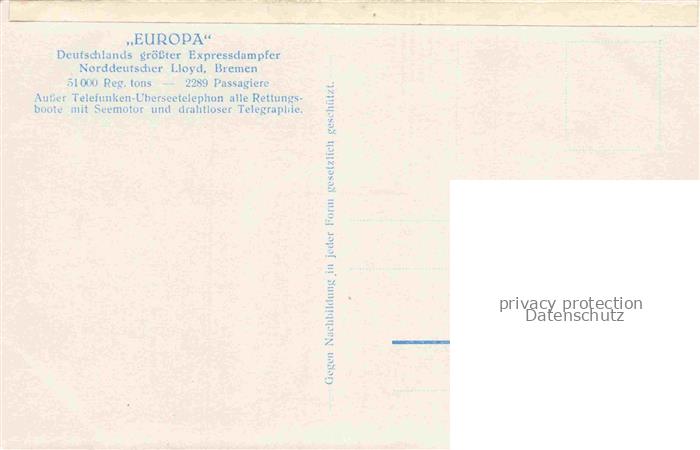 „EUROPA“
Deutschlands größter Expressdampfer
Norddeutscher Lloyd, Bremen
51000 Reg. tons — 2289 Passagiere
Außer Telefunken-Überseetelephon alle Rettungs-
boote mit Seemotor und drahtloser Telegraphie.
Gegen Nachbildung in jeder Form gesetzlich geschützt.
privacy protection
Datenschutz